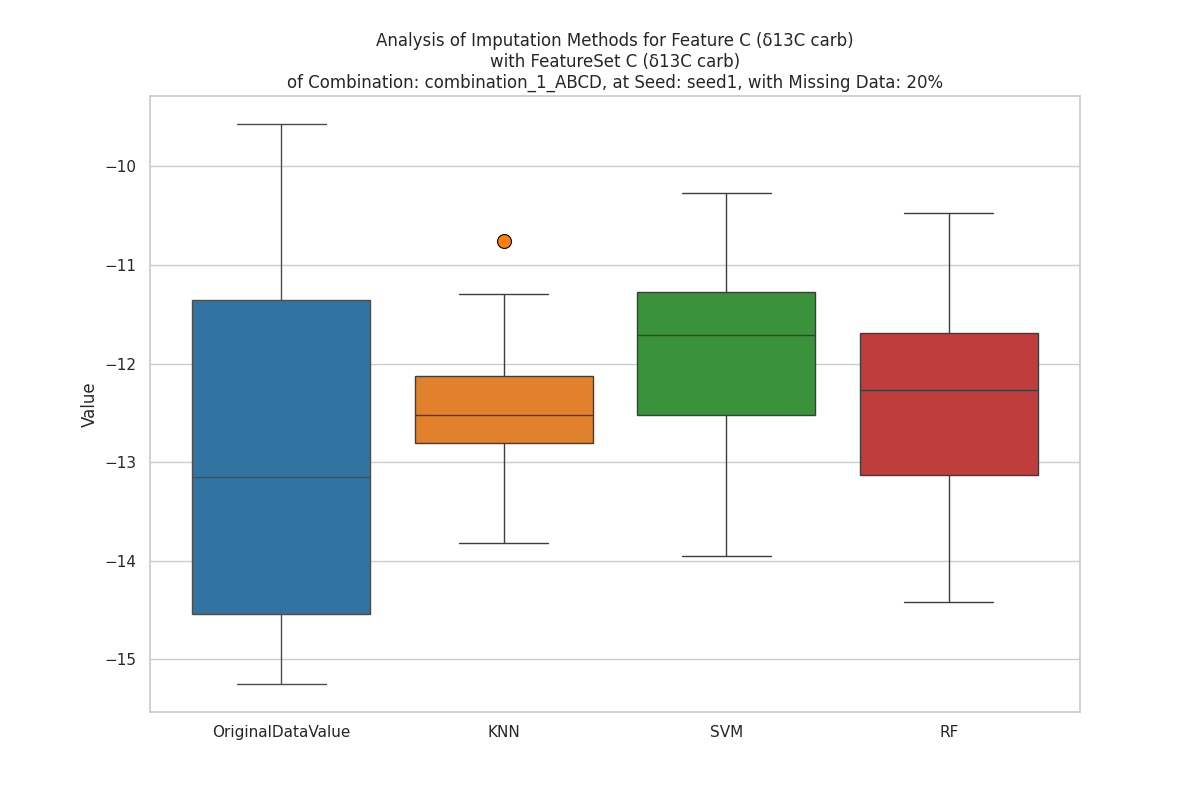 Analysis of Imputation Methods for Feature C (δ13C carb)
with FeatureSet C (δ13C carb)
of Combination: combination_1_ABCD, at Seed: seed1, with Missing Data: 20%
Value
−10
−11
−12
−13
−14
−15
OriginalDataValue
KNN
SVM
RF